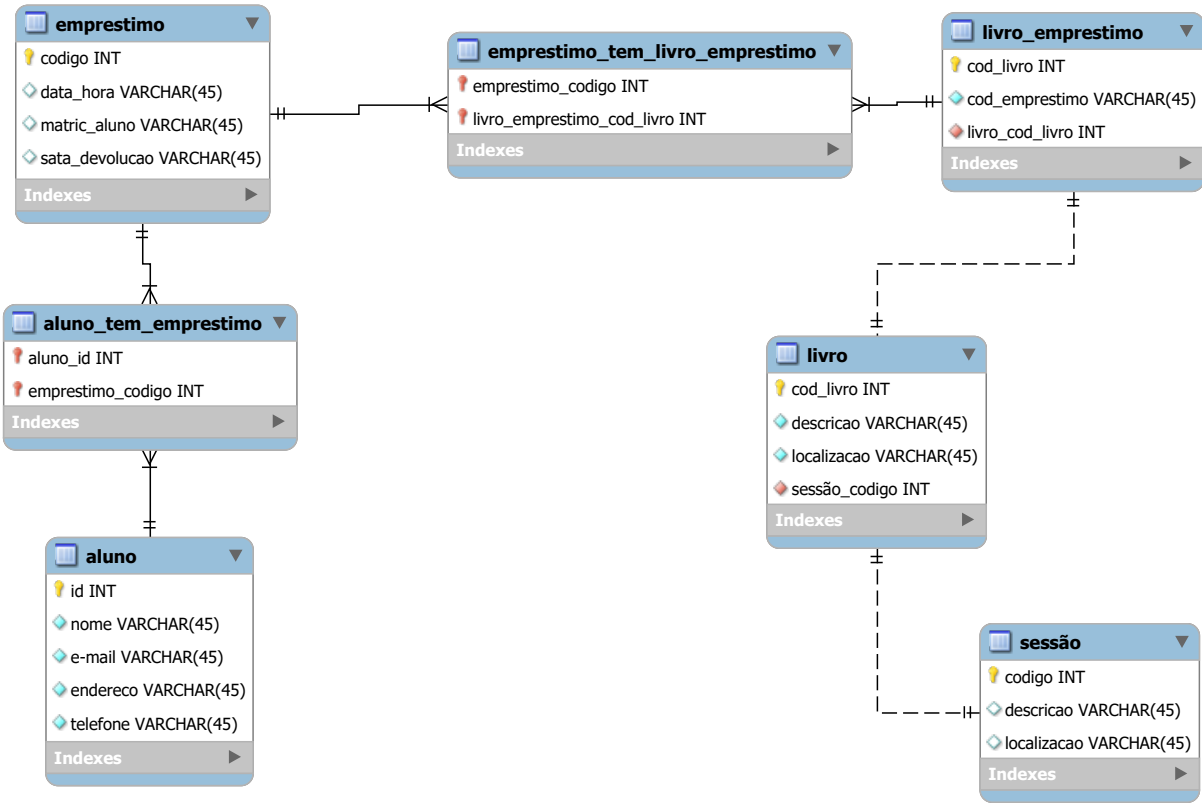 emprestimo
codigo INT
data_hora VARCHAR(45)
matric_aluno VARCHAR(45)
sata_devolucao VARCHAR(45)
Indexes
emprestimo_tem_livro_emprestimo
emprestimo_codigo INT
livro_emprestimo_cod_livro INT
Indexes
livro_emprestimo
cod_livro INT
cod_emprestimo VARCHAR(45)
livro_cod_livro INT
Indexes
aluno_tem_emprestimo
aluno_id INT
emprestimo_codigo INT
Indexes
livro
cod_livro INT
descricao VARCHAR(45)
localizacao VARCHAR(45)
sessão_codigo INT
Indexes
aluno
id INT
nome VARCHAR(45)
e-mail VARCHAR(45)
endereco VARCHAR(45)
telefone VARCHAR(45)
Indexes
sessão
codigo INT
descricao VARCHAR(45)
localizacao VARCHAR(45)
Indexes